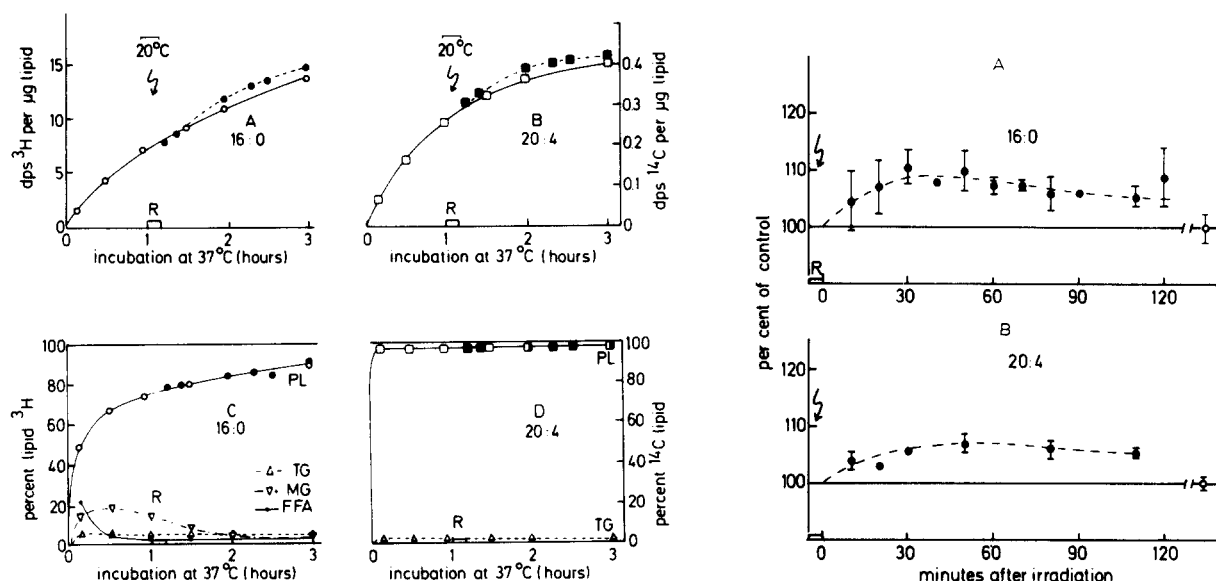 20°C
dps ³H per µg lipid
15
10
5
0
A
16:0
R
0
1
2
3
incubation at 37°C (hours)
20°C
B
20:4
R
0
1
2
3
incubation at 37°C (hours)
0.4
0.3
0.2
0.1
0
dps ¹⁴C per µg lipid
percent lipid ³H
100
80
60
40
20
0
PL
C
16:0
TG
MG
FFA
R
0
1
2
3
incubation at 37°C (hours)
PL
D
20:4
R
TG
0
1
2
3
incubation at 37°C (hours)
100
80
60
40
20
0
percent ¹⁴C lipid
per cent of control
A
16:0
120
110
100
R
0
30
60
90
120
B
20:4
120
110
100
0
30
60
90
120
minutes after irradiation